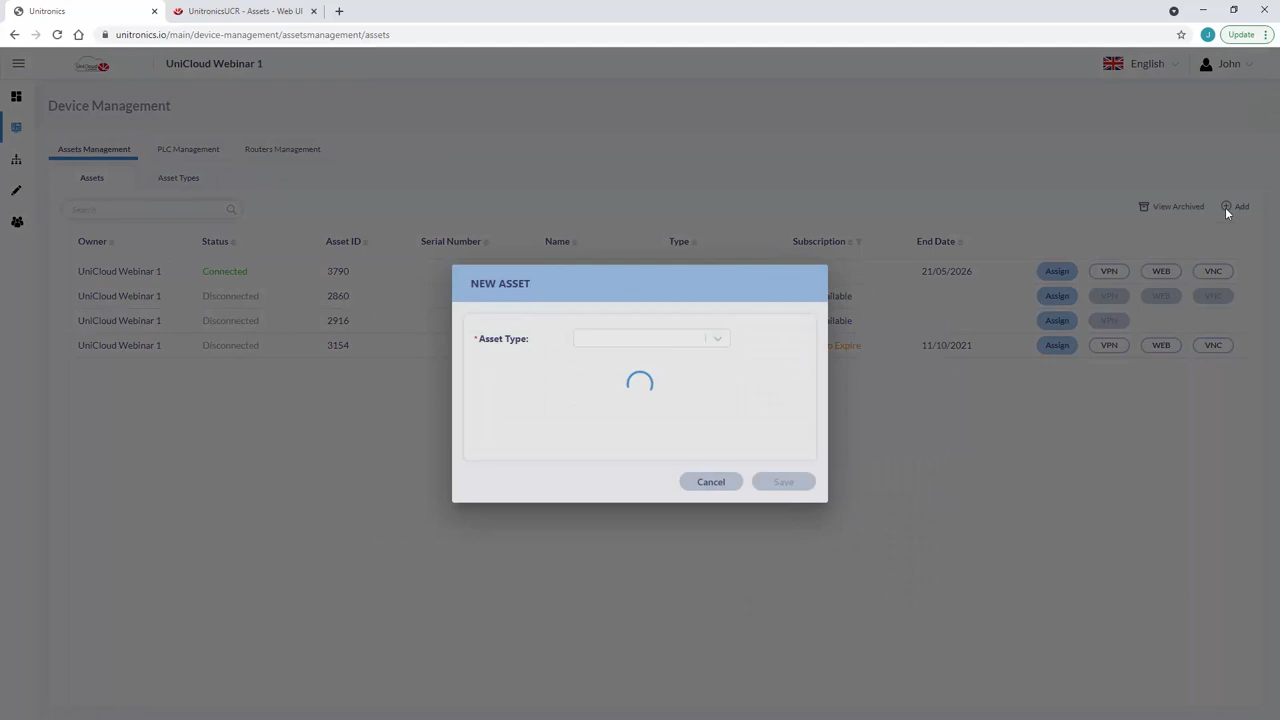 Unitronics
UnitronicsUCR - Assets - Web UI
unitronics.io/main/device-management/assetsmanagement/assets
J
Update
UniCloud
UniCloud Webinar 1
English
John
Device Management
Assets Management
PLC Management
Routers Management
Assets
Asset Types
Search
View Archived
Add
Owner
Status
Asset ID
Serial Number
Name
Type
Subscription
End Date
UniCloud Webinar 1
Connected
3790
21/05/2026
Assign
VPN
WEB
VNC
UniCloud Webinar 1
Disconnected
2860
ilable
Assign
VPN
WEB
VNC
UniCloud Webinar 1
Disconnected
2916
ilable
Assign
VPN
UniCloud Webinar 1
Disconnected
3154
o Expire
11/10/2021
Assign
VPN
WEB
VNC
NEW ASSET
* Asset Type:
Cancel
Save